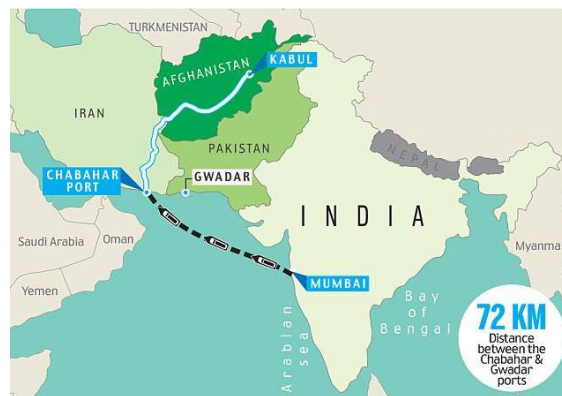 TURKMENISTAN
AFGHANISTAN
KABUL
IRAN
PAKISTAN
CHABAHAR
PORT
GWADAR
NEPAL
INDIA
Saudi Arabia
Oman
Myanma
Yemen
MUMBAI
Arabian
sea
Bay
of
Bengal
72 KM
Distance
between the
Chabahar &
Gwadar
ports